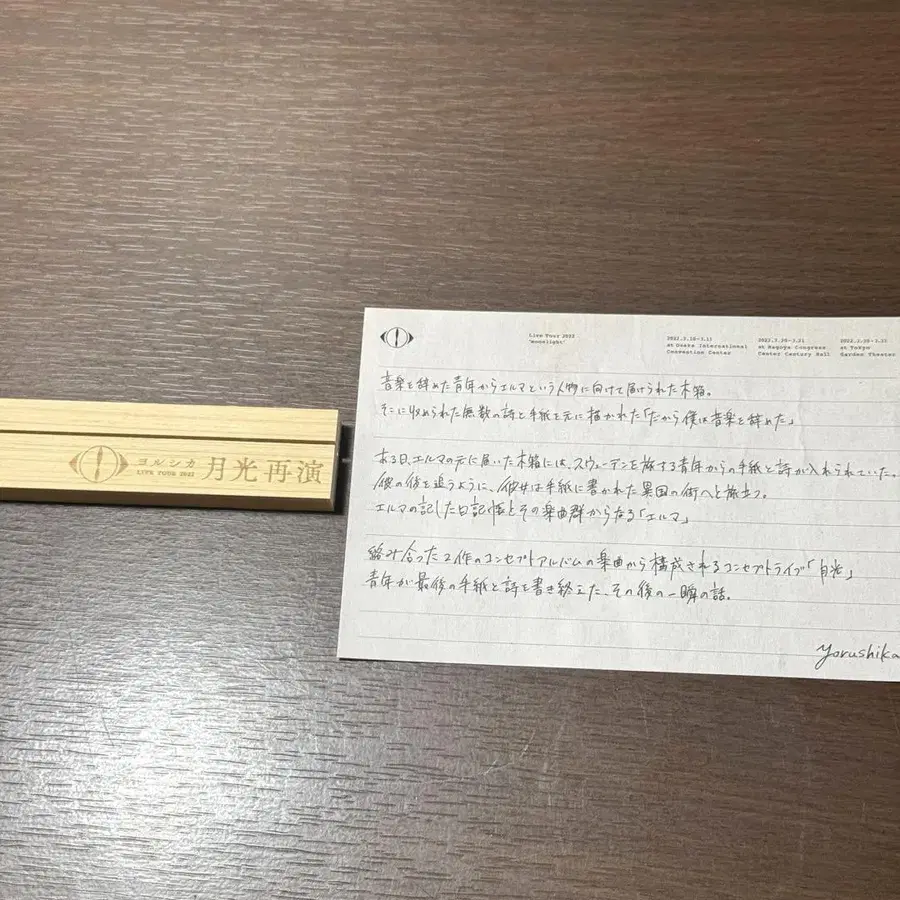 ヨルシカ
LIVE TOUR 2022
月光再演
Live Tour 2022
"moonlight"
2022.3.10-3.11
at Osaka International
Convention Center
2022.3.20-3.21
at Nagoya Congress
Center Century Hall
at Tokyo
Garden Theater
音楽を辞めた青年からエルマという人物に向けて届けられた木箱。
そこに収められた無数の詩と手紙を元に描かれた「だから僕は音楽を辞めた」
ある日、エルマの元に届いた木箱には、スウェーデンを旅する青年からの手紙と詩が入れられていた。
彼の後を追うように、彼女は手紙に書かれた異国の街へと旅立つ。
エルマの記した日記帳とその楽曲群からなる「エルマ」
絡み合った2作のコンセプトアルバムの楽曲から構成されるコンセプトライブ「月光」
青年が最後の手紙と詩を書き終えた、その後の一瞬の話。
Yorushika